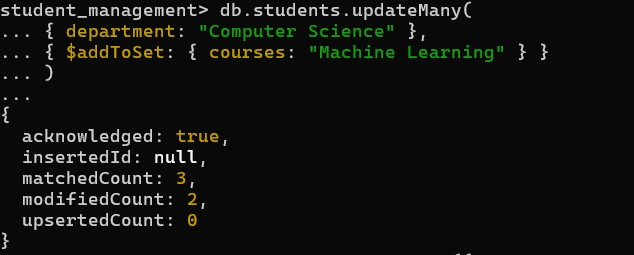 student_management> db.students.updateMany(
... { department: "Computer Science" },
... { $addToSet: { courses: "Machine Learning" } }
... )
...
{
  acknowledged: true,
  insertedId: null,
  matchedCount: 3,
  modifiedCount: 2,
  upsertedCount: 0
}